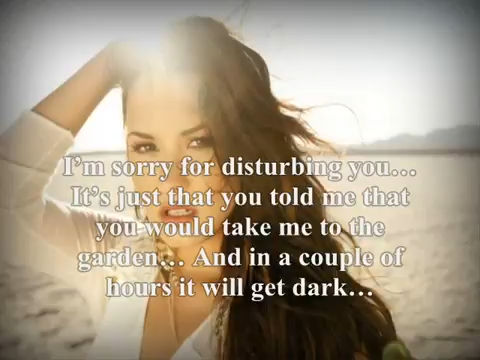 I'm sorry for disturbing you…
It's just that you told me that
you would take me to the
garden… And in a couple of
hours it will get dark…